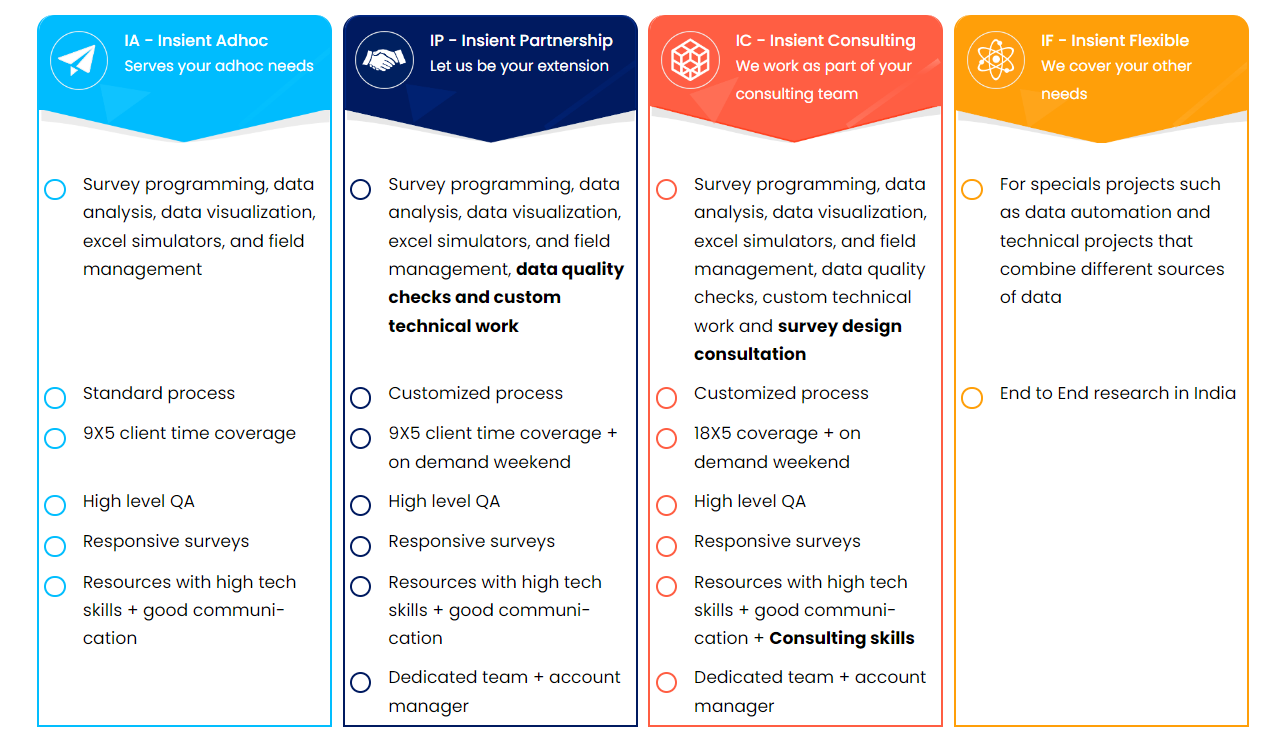 IA - Insient Adhoc
Serves your adhoc needs
Survey programming, data
analysis, data visualization,
excel simulators, and field
management
Standard process
9X5 client time coverage
High level QA
Responsive surveys
Resources with high tech
skills + good communi-
cation
IP - Insient Partnership
Let us be your extension
Survey programming, data
analysis, data visualization,
excel simulators, and field
management, data quality
checks and custom
technical work
Customized process
9X5 client time coverage +
on demand weekend
High level QA
Responsive surveys
Resources with high tech
skills + good communi-
cation
Dedicated team + account
manager
IC - Insient Consulting
We work as part of your
consulting team
Survey programming, data
analysis, data visualization,
excel simulators, and field
management, data quality
checks, custom technical
work and survey design
consultation
Customized process
18X5 coverage + on
demand weekend
High level QA
Responsive surveys
Resources with high tech
skills + good communi-
cation + Consulting skills
Dedicated team + account
manager
IF - Insient Flexible
We cover your other
needs
For specials projects such
as data automation and
technical projects that
combine different sources
of data
End to End research in India